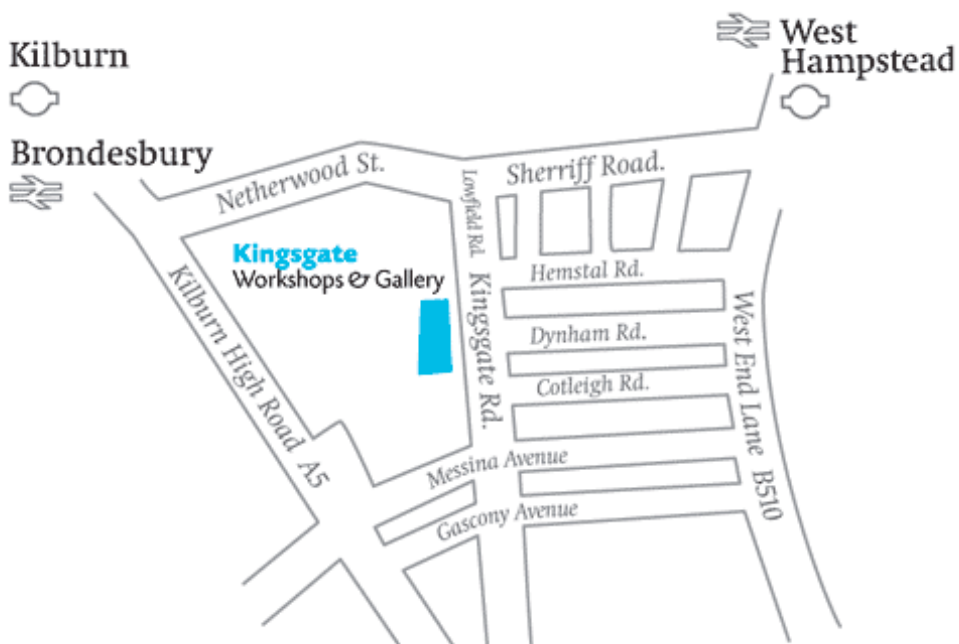 West
Hampstead
Kilburn
Brondesbury
Netherwood St.
Sherriff Road.
Lowfield Rd.
Kingsgate
Workshops & Gallery
Hemstal Rd.
Kilburn High Road A5
Kingsgate Rd.
Dynham Rd.
West End Lane B510
Cotleigh Rd.
Messina Avenue
Gascony Avenue